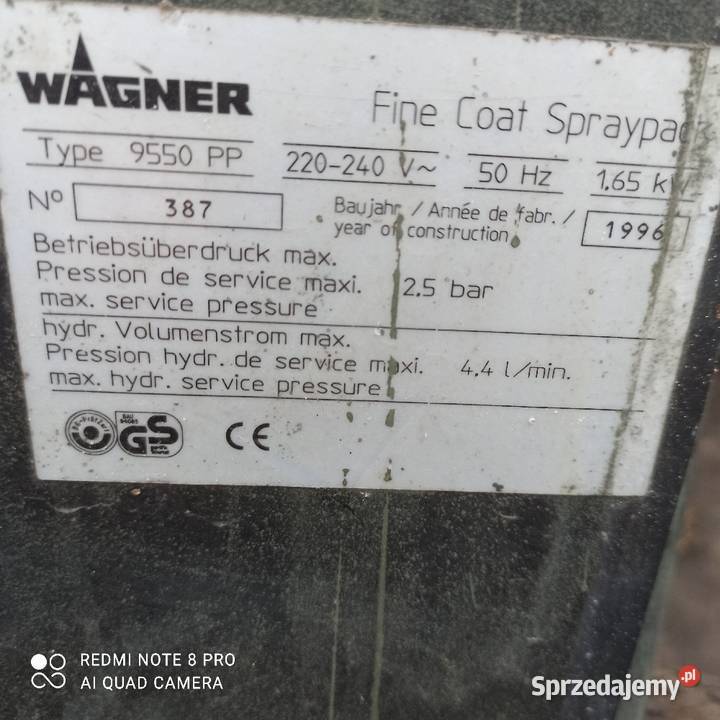 WAGNER
Fine Coat Spraypack
Type 9550 PP
220-240 V~
50 Hz
1.65 kW
Nº 387
Baujahr / Année de fabr. /
year of construction
1996
Betriebsüberdruck max.
Pression de service maxi. 2.5 bar
max. service pressure
hydr. Volumenstrom max.
Pression hydr. de service maxi. 4.4 l/min.
max. hydr. service pressure
GS
CE
REDMI NOTE 8 PRO
AI QUAD CAMERA
Sprzedajemy.pl